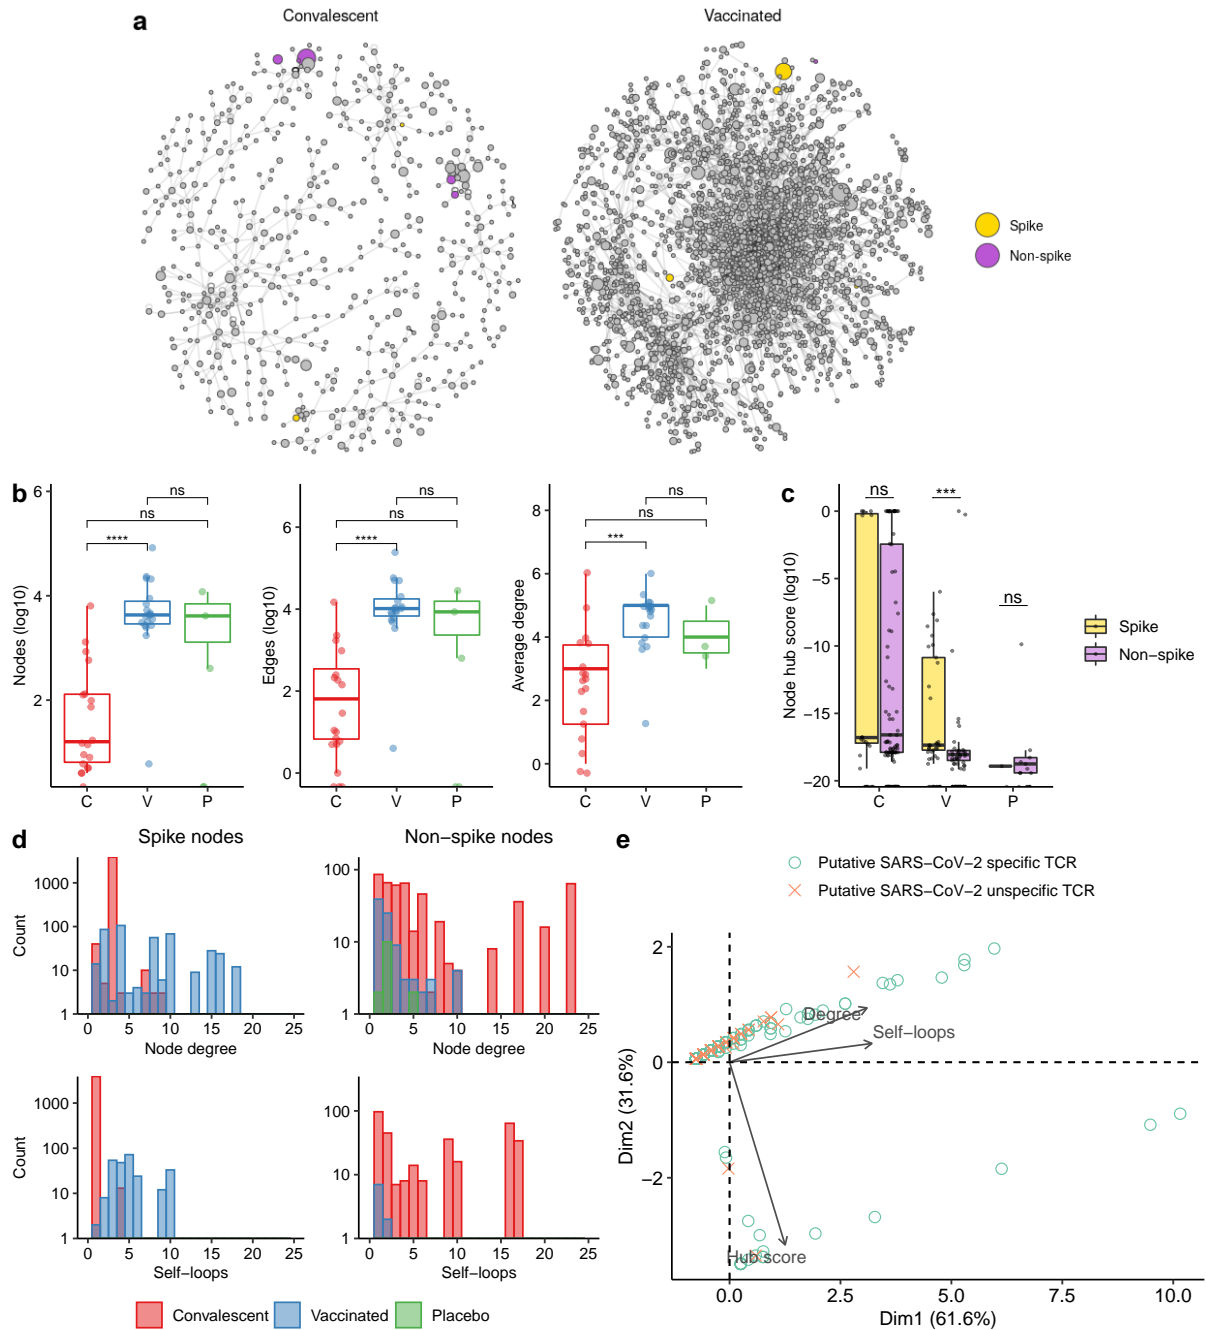 a
Convalescent
Vaccinated
Spike
Non-spike
b
Nodes (log10)
6
4
2
ns
ns
****
C
V
P
Edges (log10)
6
4
2
0
ns
ns
****
C
V
P
Average degree
8
6
4
2
0
ns
ns
***
C
V
P
c
Node hub score (log10)
0
−5
−10
−15
−20
ns
***
ns
C
V
P
Spike
Non−spike
d
Spike nodes
Non−spike nodes
Count
1000
100
10
1
0 5 10 15 20 25
Node degree
100
10
1
0 5 10 15 20 25
Node degree
Count
1000
100
10
1
0 5 10 15 20 25
Self−loops
100
10
1
0 5 10 15 20 25
Self−loops
Convalescent
Vaccinated
Placebo
e
Putative SARS−CoV−2 specific TCR
Putative SARS−CoV−2 unspecific TCR
Dim2 (31.6%)
2
0
−2
Degree
Self−loops
Hub score
0.0 2.5 5.0 7.5 10.0
Dim1 (61.6%)